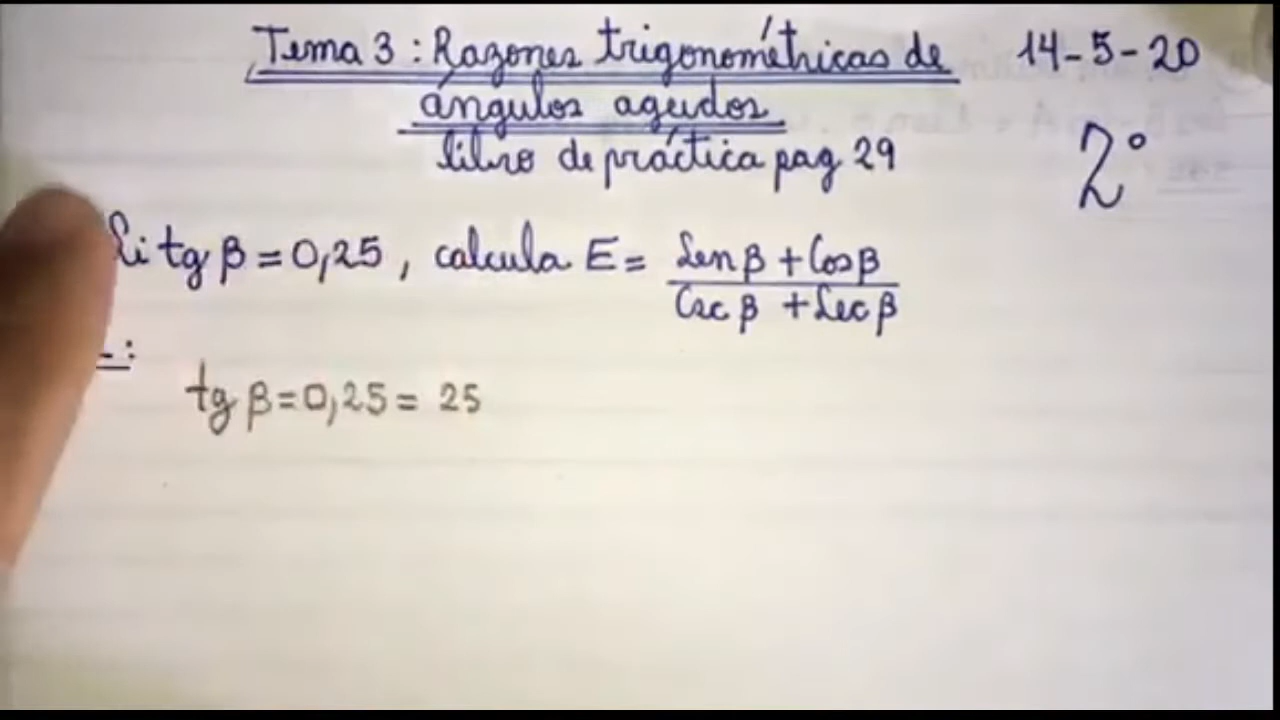 Tema 3 : Razones trigonométricas de 14-5-20
ángulos agudos
libro de práctica pag 29
2°
Si tg β = 0,25 , calcula E = Sen β + Cos β
Csc β + Sec β
-:
tg β = 0,25 = 25